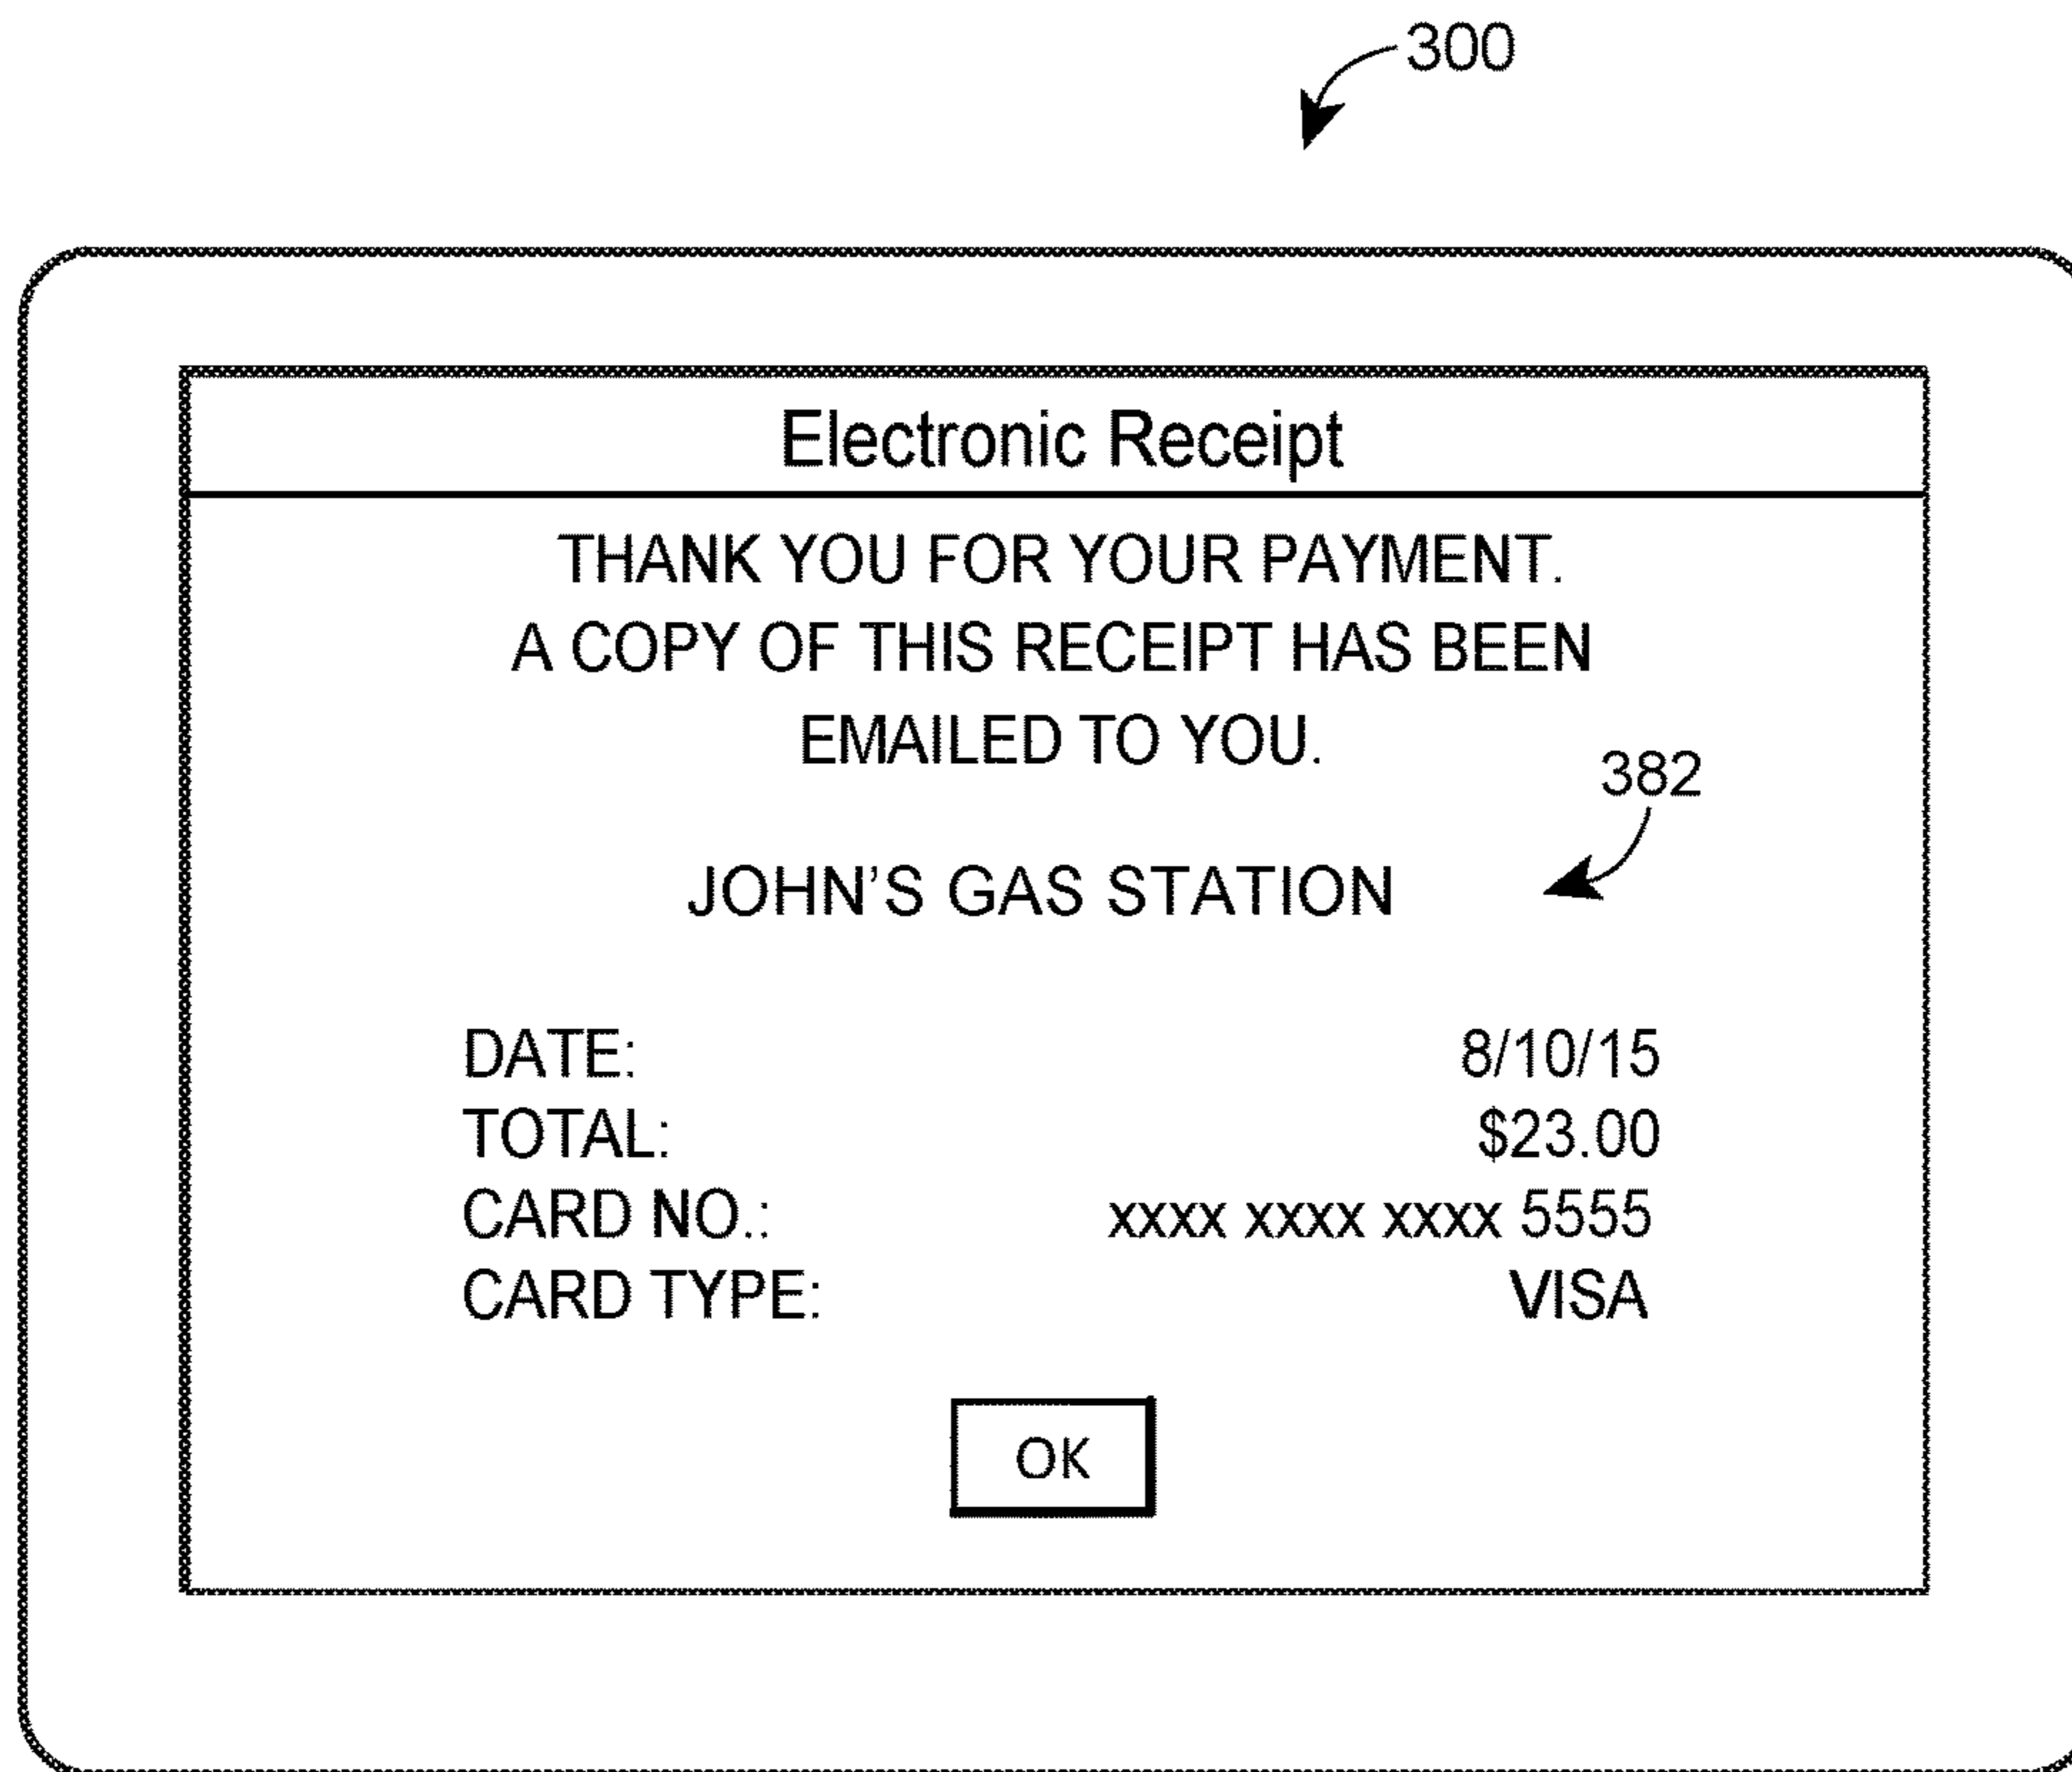 300
Electronic Receipt
THANK YOU FOR YOUR PAYMENT.
A COPY OF THIS RECEIPT HAS BEEN
EMAILED TO YOU.
382
JOHN’S GAS STATION
DATE: 8/10/15
TOTAL: $23.00
CARD NO.: xxxx xxxx xxxx 5555
CARD TYPE: VISA
OK